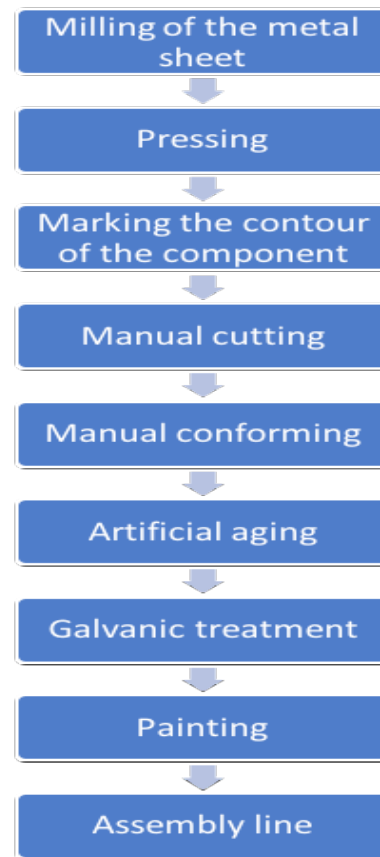 Milling of the metal
sheet
Pressing
Marking the contour
of the component
Manual cutting
Manual conforming
Artificial aging
Galvanic treatment
Painting
Assembly line